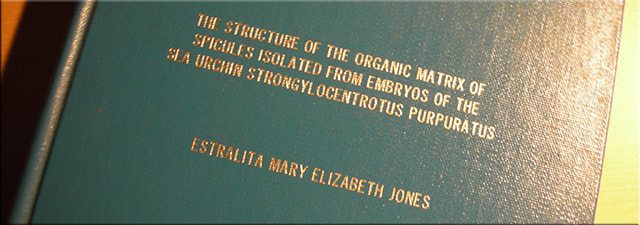 THE STRUCTURE OF THE ORGANIC MATRIX OF
SPICULES ISOLATED FROM EMBRYOS OF THE
SEA URCHIN STRONGYLOCENTROTUS PURPURATUS
ESTRALITA MARY ELIZABETH JONES